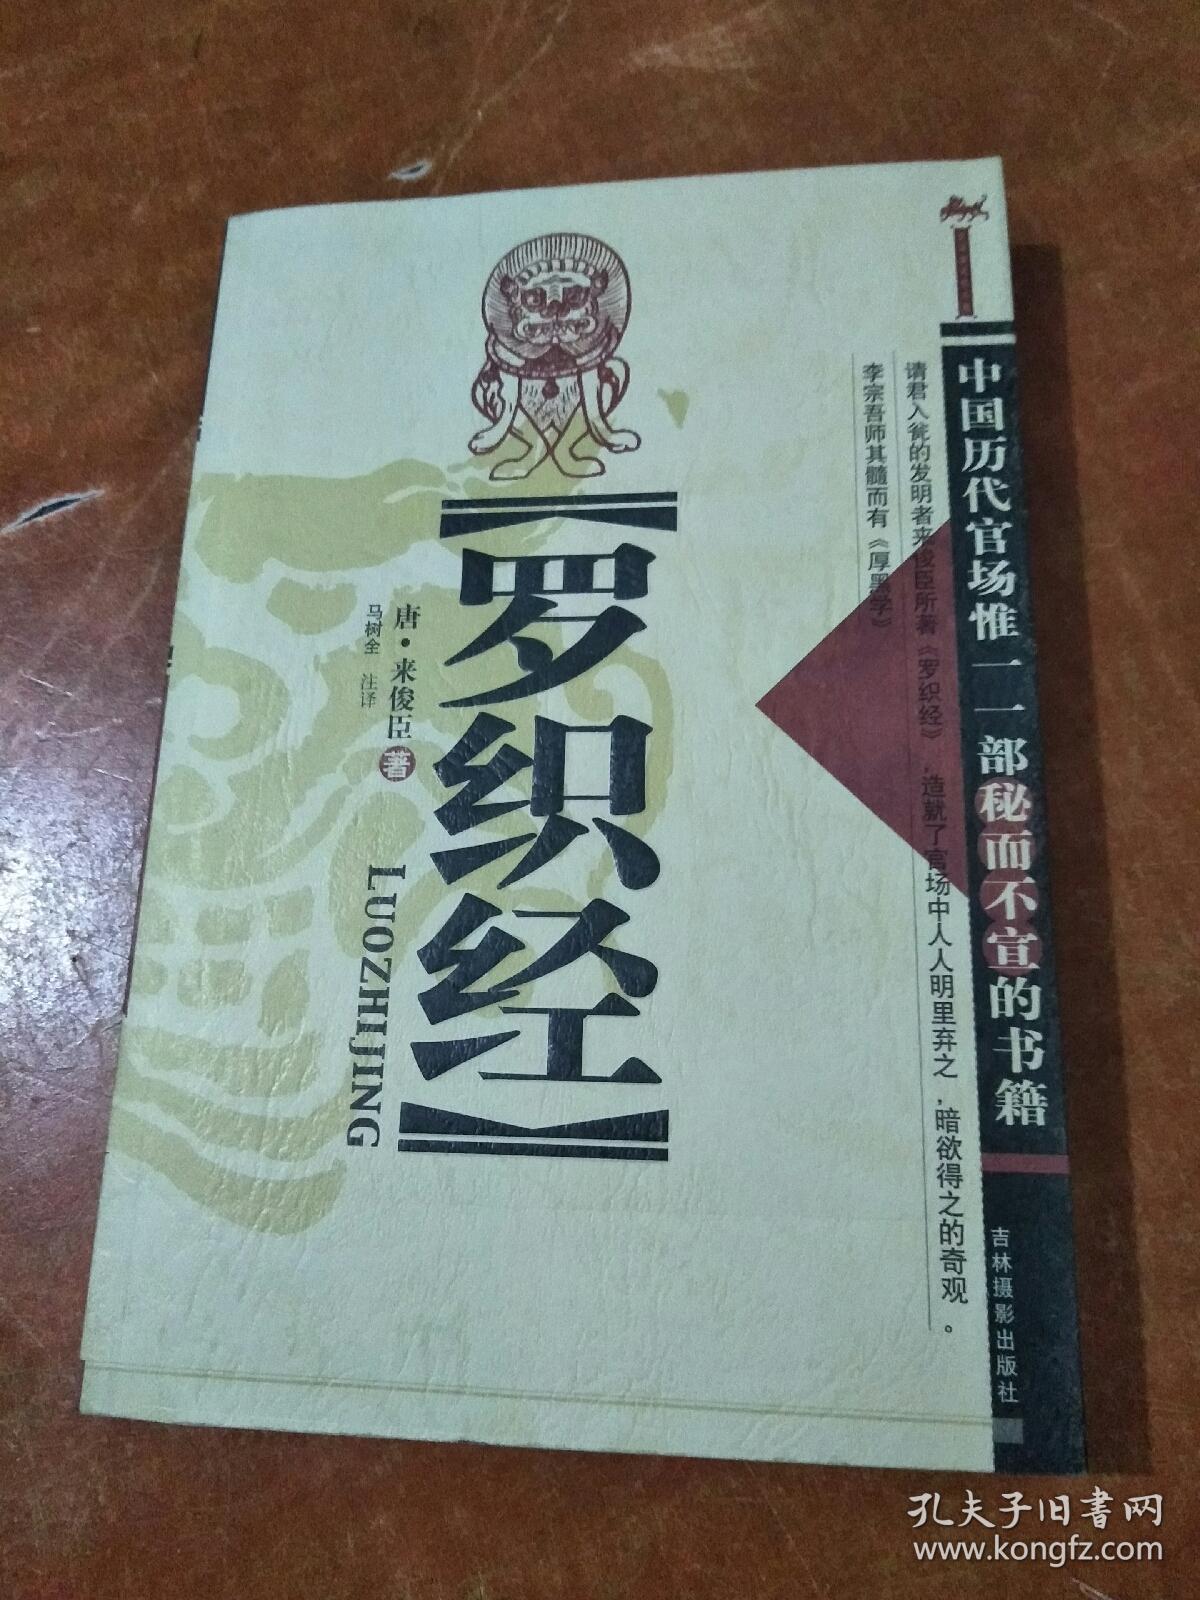 中国历代官场惟一一部秘而不宣的书籍
吉林摄影出版社
请君入瓮的发明者来俊臣所著《罗织经》,造就了官场中人人明里弃之,暗欲得之的奇观。
李宗吾师其髓而有《厚黑学》
【罗织经】
唐·来俊臣 著
马树全 注译
LUOZHIJING
孔夫子旧书网
www.kongfz.com